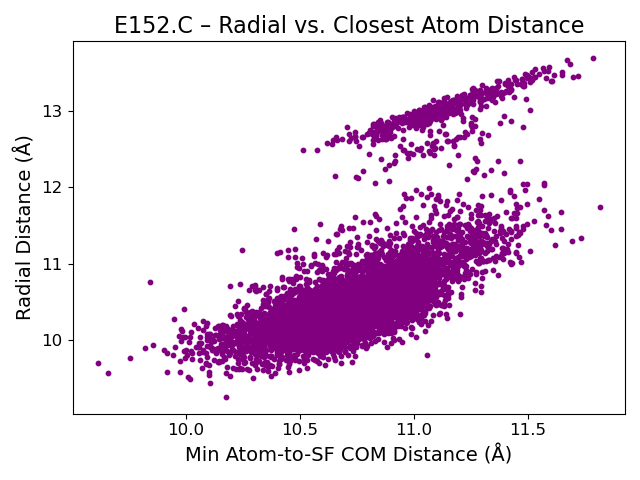 E152.C – Radial vs. Closest Atom Distance
Radial Distance (Å)
13
12
11
10
10.0 10.5 11.0 11.5
Min Atom-to-SF COM Distance (Å)